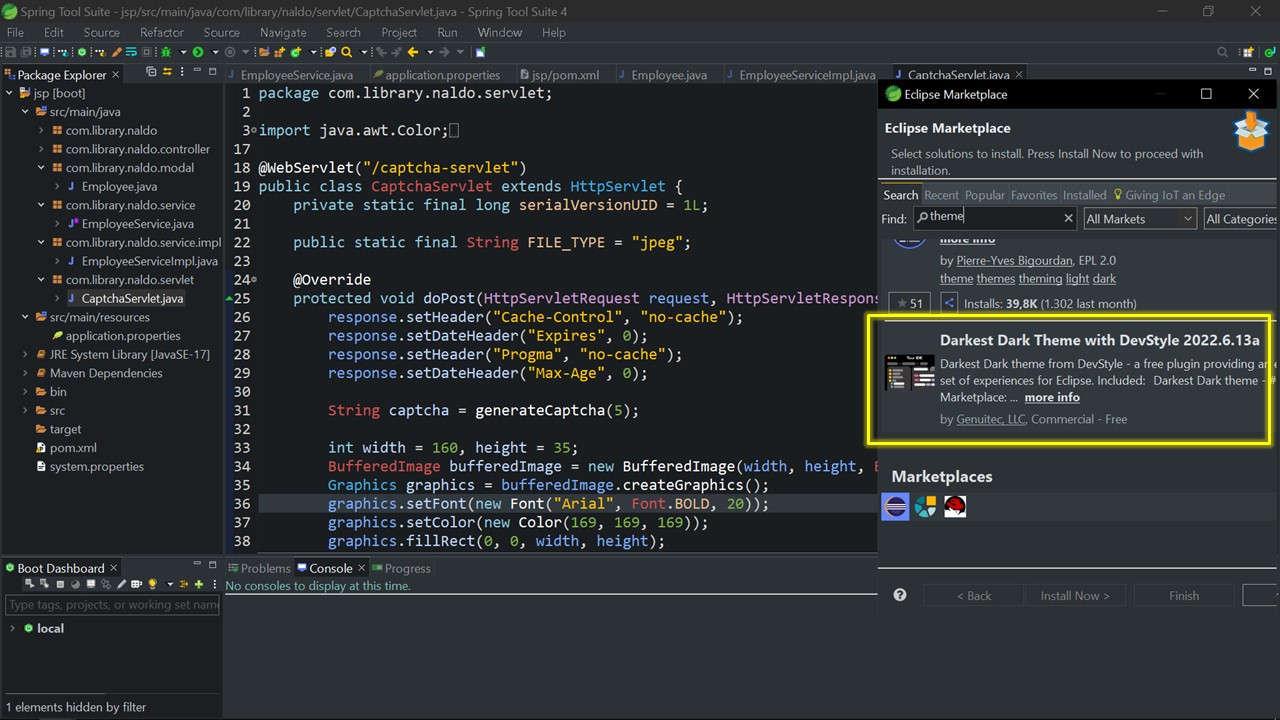 Spring Tool Suite - jsp/src/main/java/com/library/naldo/servlet/CaptchaServlet.java - Spring Tool Suite 4
File Edit Source Refactor Source Navigate Search Project Run Window Help
Package Explorer
jsp [boot]
src/main/java
com.library.naldo
com.library.naldo.controller
com.library.naldo.modal
Employee.java
com.library.naldo.service
EmployeeService.java
com.library.naldo.service.impl
EmployeeServiceImpl.java
com.library.naldo.servlet
CaptchaServlet.java
src/main/resources
application.properties
JRE System Library [JavaSE-17]
Maven Dependencies
bin
src
target
pom.xml
system.properties
EmployeeService.java application.properties jsp/pom.xml Employee.java EmployeeServiceImpl.java CaptchaServlet.java
1 package com.library.naldo.servlet;
2
3 import java.awt.Color;
17
18 @WebServlet("/captcha-servlet")
19 public class CaptchaServlet extends HttpServlet {
20 private static final long serialVersionUID = 1L;
21
22 public static final String FILE_TYPE = "jpeg";
23
24 @Override
25 protected void doPost(HttpServletRequest request, HttpServletRespons
26 response.setHeader("Cache-Control", "no-cache");
27 response.setDateHeader("Expires", 0);
28 response.setHeader("Progma", "no-cache");
29 response.setDateHeader("Max-Age", 0);
30
31 String captcha = generateCaptcha(5);
32
33 int width = 160, height = 35;
34 BufferedImage bufferedImage = new BufferedImage(width, height, B
35 Graphics graphics = bufferedImage.createGraphics();
36 graphics.setFont(new Font("Arial", Font.BOLD, 20));
37 graphics.setColor(new Color(169, 169, 169));
38 graphics.fillRect(0, 0, width, height);
Eclipse Marketplace
Eclipse Marketplace
Select solutions to install. Press Install Now to proceed with
installation.
Search Recent Popular Favorites Installed Giving IoT an Edge
Find: theme All Markets All Categories
more info
by Pierre-Yves Bigourdan, EPL 2.0
theme themes theming light dark
51 Installs: 39,8K (1.302 last month)
Darkest Dark Theme with DevStyle 2022.6.13a
Darkest Dark theme from DevStyle - a free plugin providing an
set of experiences for Eclipse. Included: Darkest Dark theme - #
Marketplace: ... more info
by Genuitec, LLC, Commercial - Free
Marketplaces
< Back Install Now > Finish
Boot Dashboard
Type tags, projects, or working set name
local
1 elements hidden by filter
Problems Console Progress
No consoles to display at this time.